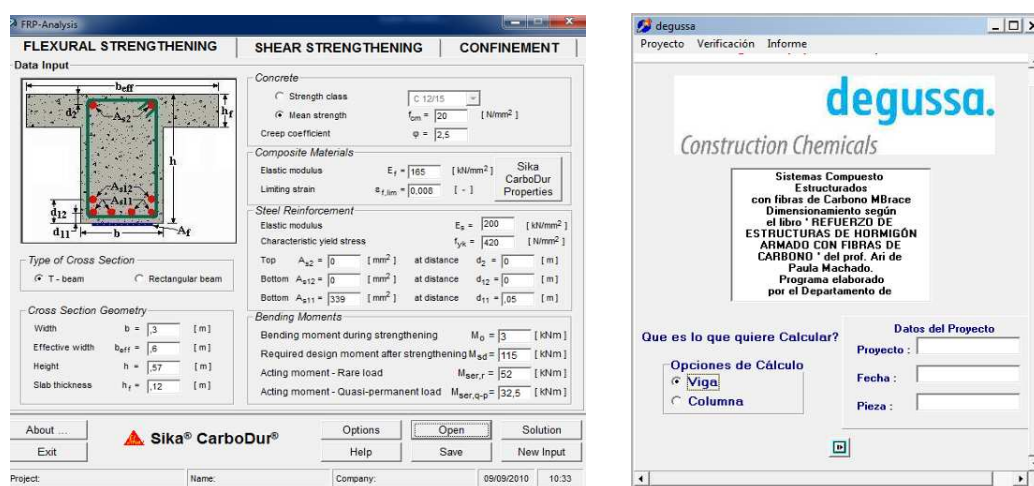 FRP-Analysis
FLEXURAL STRENGTHENING
SHEAR STRENGTHENING
CONFINEMENT
Data Input
beff
d2
As2
hf
h
As12
As11
d12
d11
b
Af
Type of Cross Section
T - beam
Rectangular beam
Cross Section Geometry
Width b = ,3 [ m ]
Effective width beff = ,6 [ m ]
Height h = ,57 [ m ]
Slab thickness hf = ,12 [ m ]
Concrete
Strength class C 12/15
Mean strength fcm = 20 [ N/mm² ]
Creep coefficient φ = 2,5
Composite Materials
Elastic modulus Ef = 165 [ kN/mm² ]
Limiting strain ef,lim = 0,008 [ - ]
Sika
CarboDur
Properties
Steel Reinforcement
Elastic modulus Es = 200 [ kN/mm² ]
Characteristic yield stress fyk = 420 [ N/mm² ]
Top As2 = 0 [ mm² ] at distance d2 = 0 [ m ]
Bottom As12 = 0 [ mm² ] at distance d12 = 0 [ m ]
Bottom As11 = 339 [ mm² ] at distance d11 = ,05 [ m ]
Bending Moments
Bending moment during strengthening Mo = 3 [ kNm ]
Required design moment after strengthening Msd = 115 [ kNm ]
Acting moment - Rare load Mser,r = 52 [ kNm ]
Acting moment - Quasi-permanent load Mser,q-p = 32,5 [ kNm ]
About ...
Exit
Sika® CarboDur®
Options
Open
Solution
Help
Save
New Input
Project:
Name:
Company:
09/09/2010
10:33
degussa
Proyecto Verificación Informe
degussa.
Construction Chemicals
Sistemas Compuesto
Estructurados
con fibras de Carbono MBrace
Dimensionamiento según
el libro ' REFUERZO DE
ESTRUCTURAS DE HORMIGÓN
ARMADO CON FIBRAS DE
CARBONO ' del prof. Ari de
Paula Machado.
Programa elaborado
por el Departamento de
Que es lo que quiere Calcular?
Opciones de Cálculo
Viga
Columna
Datos del Proyecto
Proyecto :
Fecha :
Pieza :